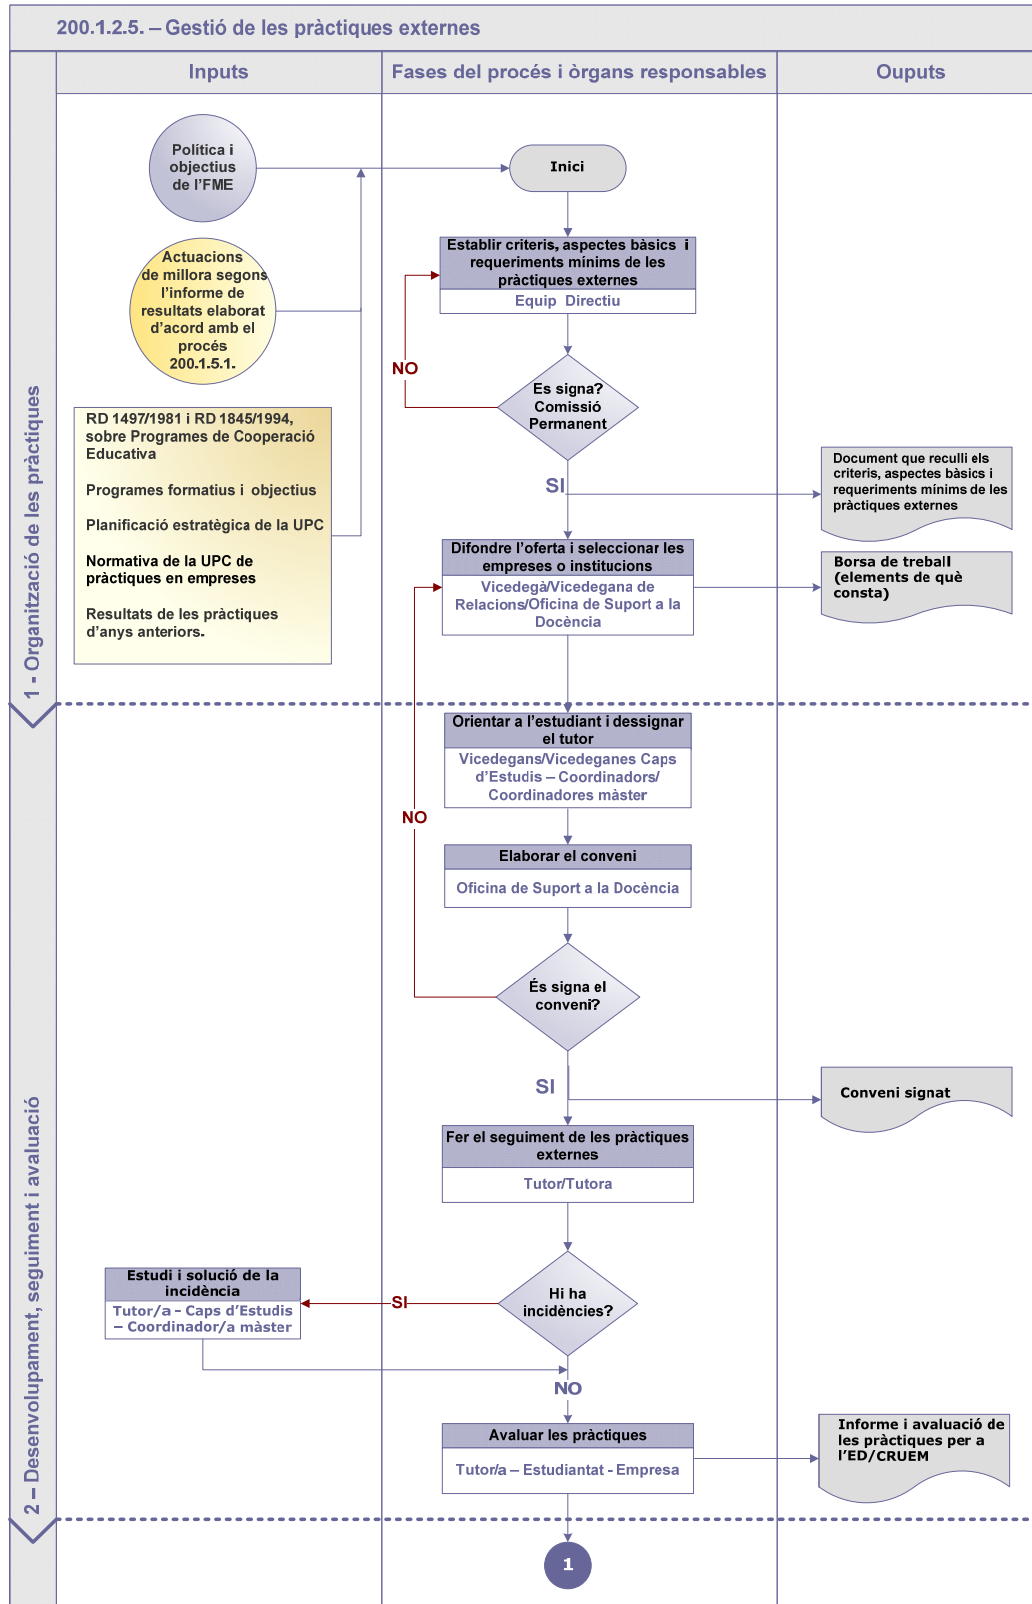 200.1.2.5. – Gestió de les pràctiques externes
Inputs
Fases del procés i òrgans responsables
Ouputs
1 - Organització de les pràctiques
Política i
objectius
de l'FME
Inici
Actuacions
de millora segons
l'informe de
resultats elaborat
d'acord amb el
procés
200.1.5.1.
Establir criteris, aspectes bàsics i
requeriments mínims de les
pràctiques externes
Equip Directiu
NO
Es signa?
Comissió
Permanent
SI
RD 1497/1981 i RD 1845/1994,
sobre Programes de Cooperació
Educativa
Programes formatius i objectius
Planificació estratègica de la UPC
Normativa de la UPC de
pràctiques en empreses
Resultats de les pràctiques
d'anys anteriors.
Document que reculli els
criteris, aspectes bàsics i
requeriments mínims de les
pràctiques externes
Difondre l'oferta i seleccionar les
empreses o institucions
Vicedegà/Vicedegana de
Relacions/Oficina de Suport a la
Docència
Borsa de treball
(elements de què
consta)
2 – Desenvolupament, seguiment i avaluació
Orientar a l'estudiant i dessignar
el tutor
Vicedegans/Vicedeganes Caps
d'Estudis – Coordinadors/
Coordinadores màster
NO
Elaborar el conveni
Oficina de Suport a la Docència
És signa el
conveni?
SI
Conveni signat
Fer el seguiment de les pràctiques
externes
Tutor/Tutora
Hi ha
incidències?
SI
Estudi i solució de la
incidència
Tutor/a - Caps d'Estudis
– Coordinador/a màster
NO
Avaluar les pràctiques
Tutor/a – Estudiantat - Empresa
Informe i avaluació de
les pràctiques per a
l'ED/CRUEM
1